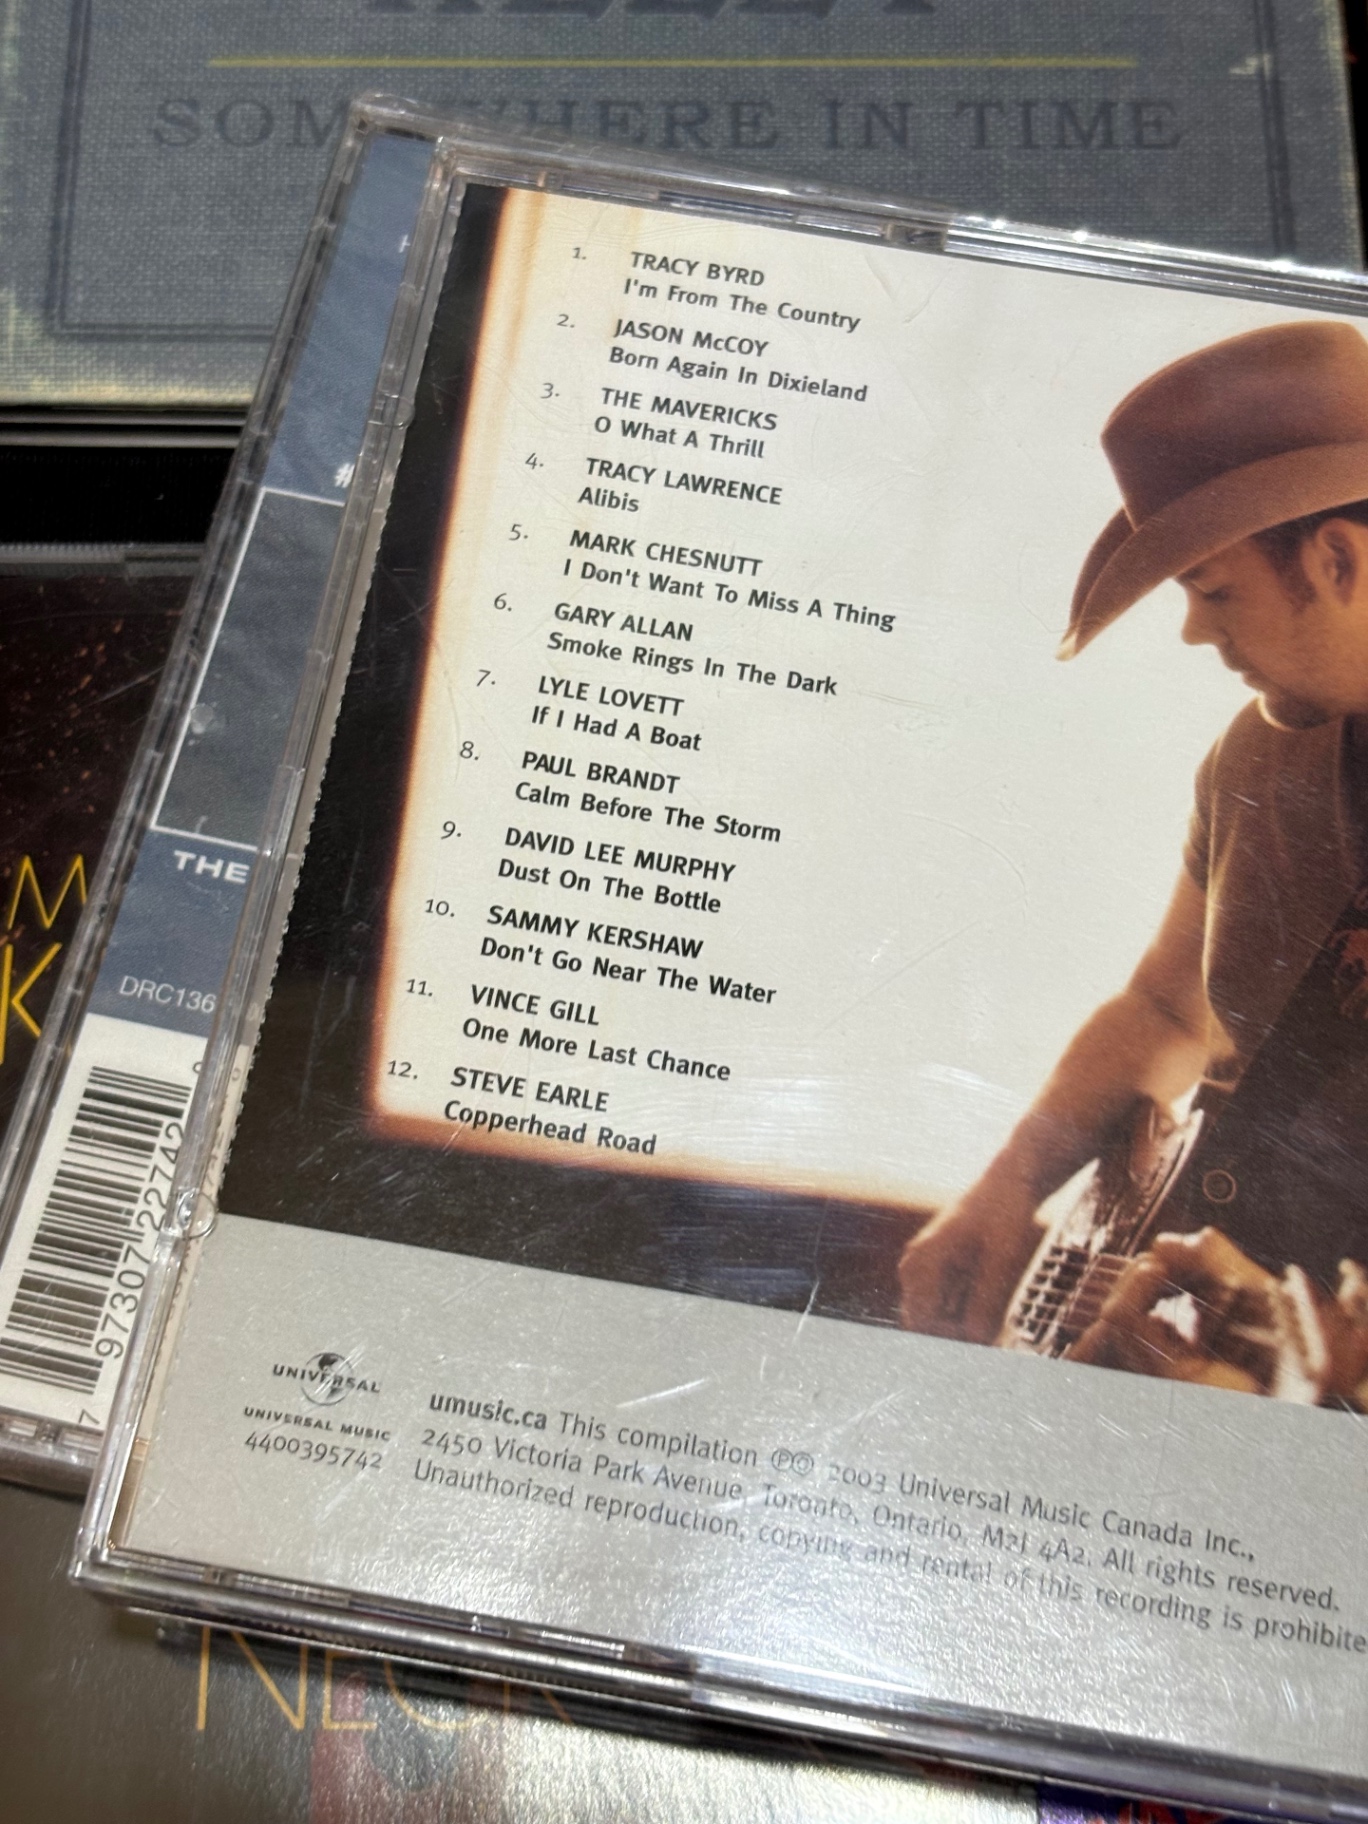 SOMEWHERE IN TIME
1. TRACY BYRD
I'm From The Country
2. JASON McCOY
Born Again In Dixieland
3. THE MAVERICKS
O What A Thrill
4. TRACY LAWRENCE
Alibis
5. MARK CHESNUTT
I Don't Want To Miss A Thing
6. GARY ALLAN
Smoke Rings In The Dark
7. LYLE LOVETT
If I Had A Boat
8. PAUL BRANDT
Calm Before The Storm
9. DAVID LEE MURPHY
Dust On The Bottle
10. SAMMY KERSHAW
Don't Go Near The Water
11. VINCE GILL
One More Last Chance
12. STEVE EARLE
Copperhead Road
THE
DRC136
7 97307 22742
UNIVERSAL
UNIVERSAL MUSIC
4400395742
umusic.ca This compilation ℗© 2003 Universal Music Canada Inc.,
2450 Victoria Park Avenue, Toronto, Ontario, M2J 4A2. All rights reserved.
Unauthorized reproduction, copying and rental of this recording is prohibite